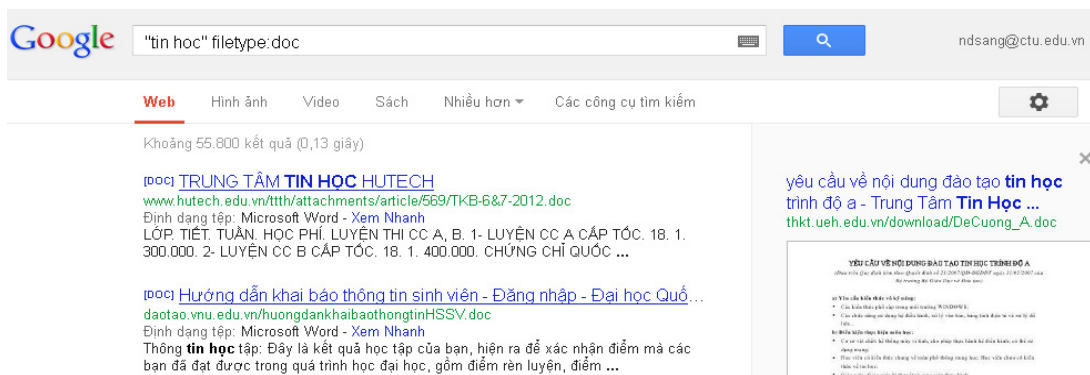 Google
"tin hoc" filetype:doc
ndsang@ctu.edu.vn
Web Hình ảnh Video Sách Nhiều hơn Các công cụ tìm kiếm
Khoảng 55.800 kết quả (0,13 giây)
[DOC] TRUNG TÂM TIN HỌC HUTECH
www.hutech.edu.vn/ttth/attachments/article/569/TKB-6&7-2012.doc
Định dạng tệp: Microsoft Word - Xem Nhanh
LỚP. TIẾT. TUẦN. HỌC PHÍ. LUYỆN THI CC A, B. 1- LUYỆN CC A CẤP TỐC. 18. 1.
300.000. 2- LUYỆN CC B CẤP TỐC. 18. 1. 400.000. CHỨNG CHỈ QUỐC ...
[DOC] Hướng dẫn khai báo thông tin sinh viên - Đăng nhập - Đại học Quố...
daotao.vnu.edu.vn/huongdankhaibaothongtinHSSV.doc
Định dạng tệp: Microsoft Word - Xem Nhanh
Thông tin học tập: Đây là kết quả học tập của bạn, hiện ra để xác nhận điểm mà các
bạn đã đạt được trong quá trình học đại học, gồm điểm rèn luyện, điểm ...
yêu cầu về nội dung đào tạo tin học
trình độ a - Trung Tâm Tin Học ...
thkt.ueh.edu.vn/download/DeCuong_A.doc
YÊU CẦU VỀ NỘI DUNG ĐÀO TẠO TIN HỌC TRÌNH ĐỘ A